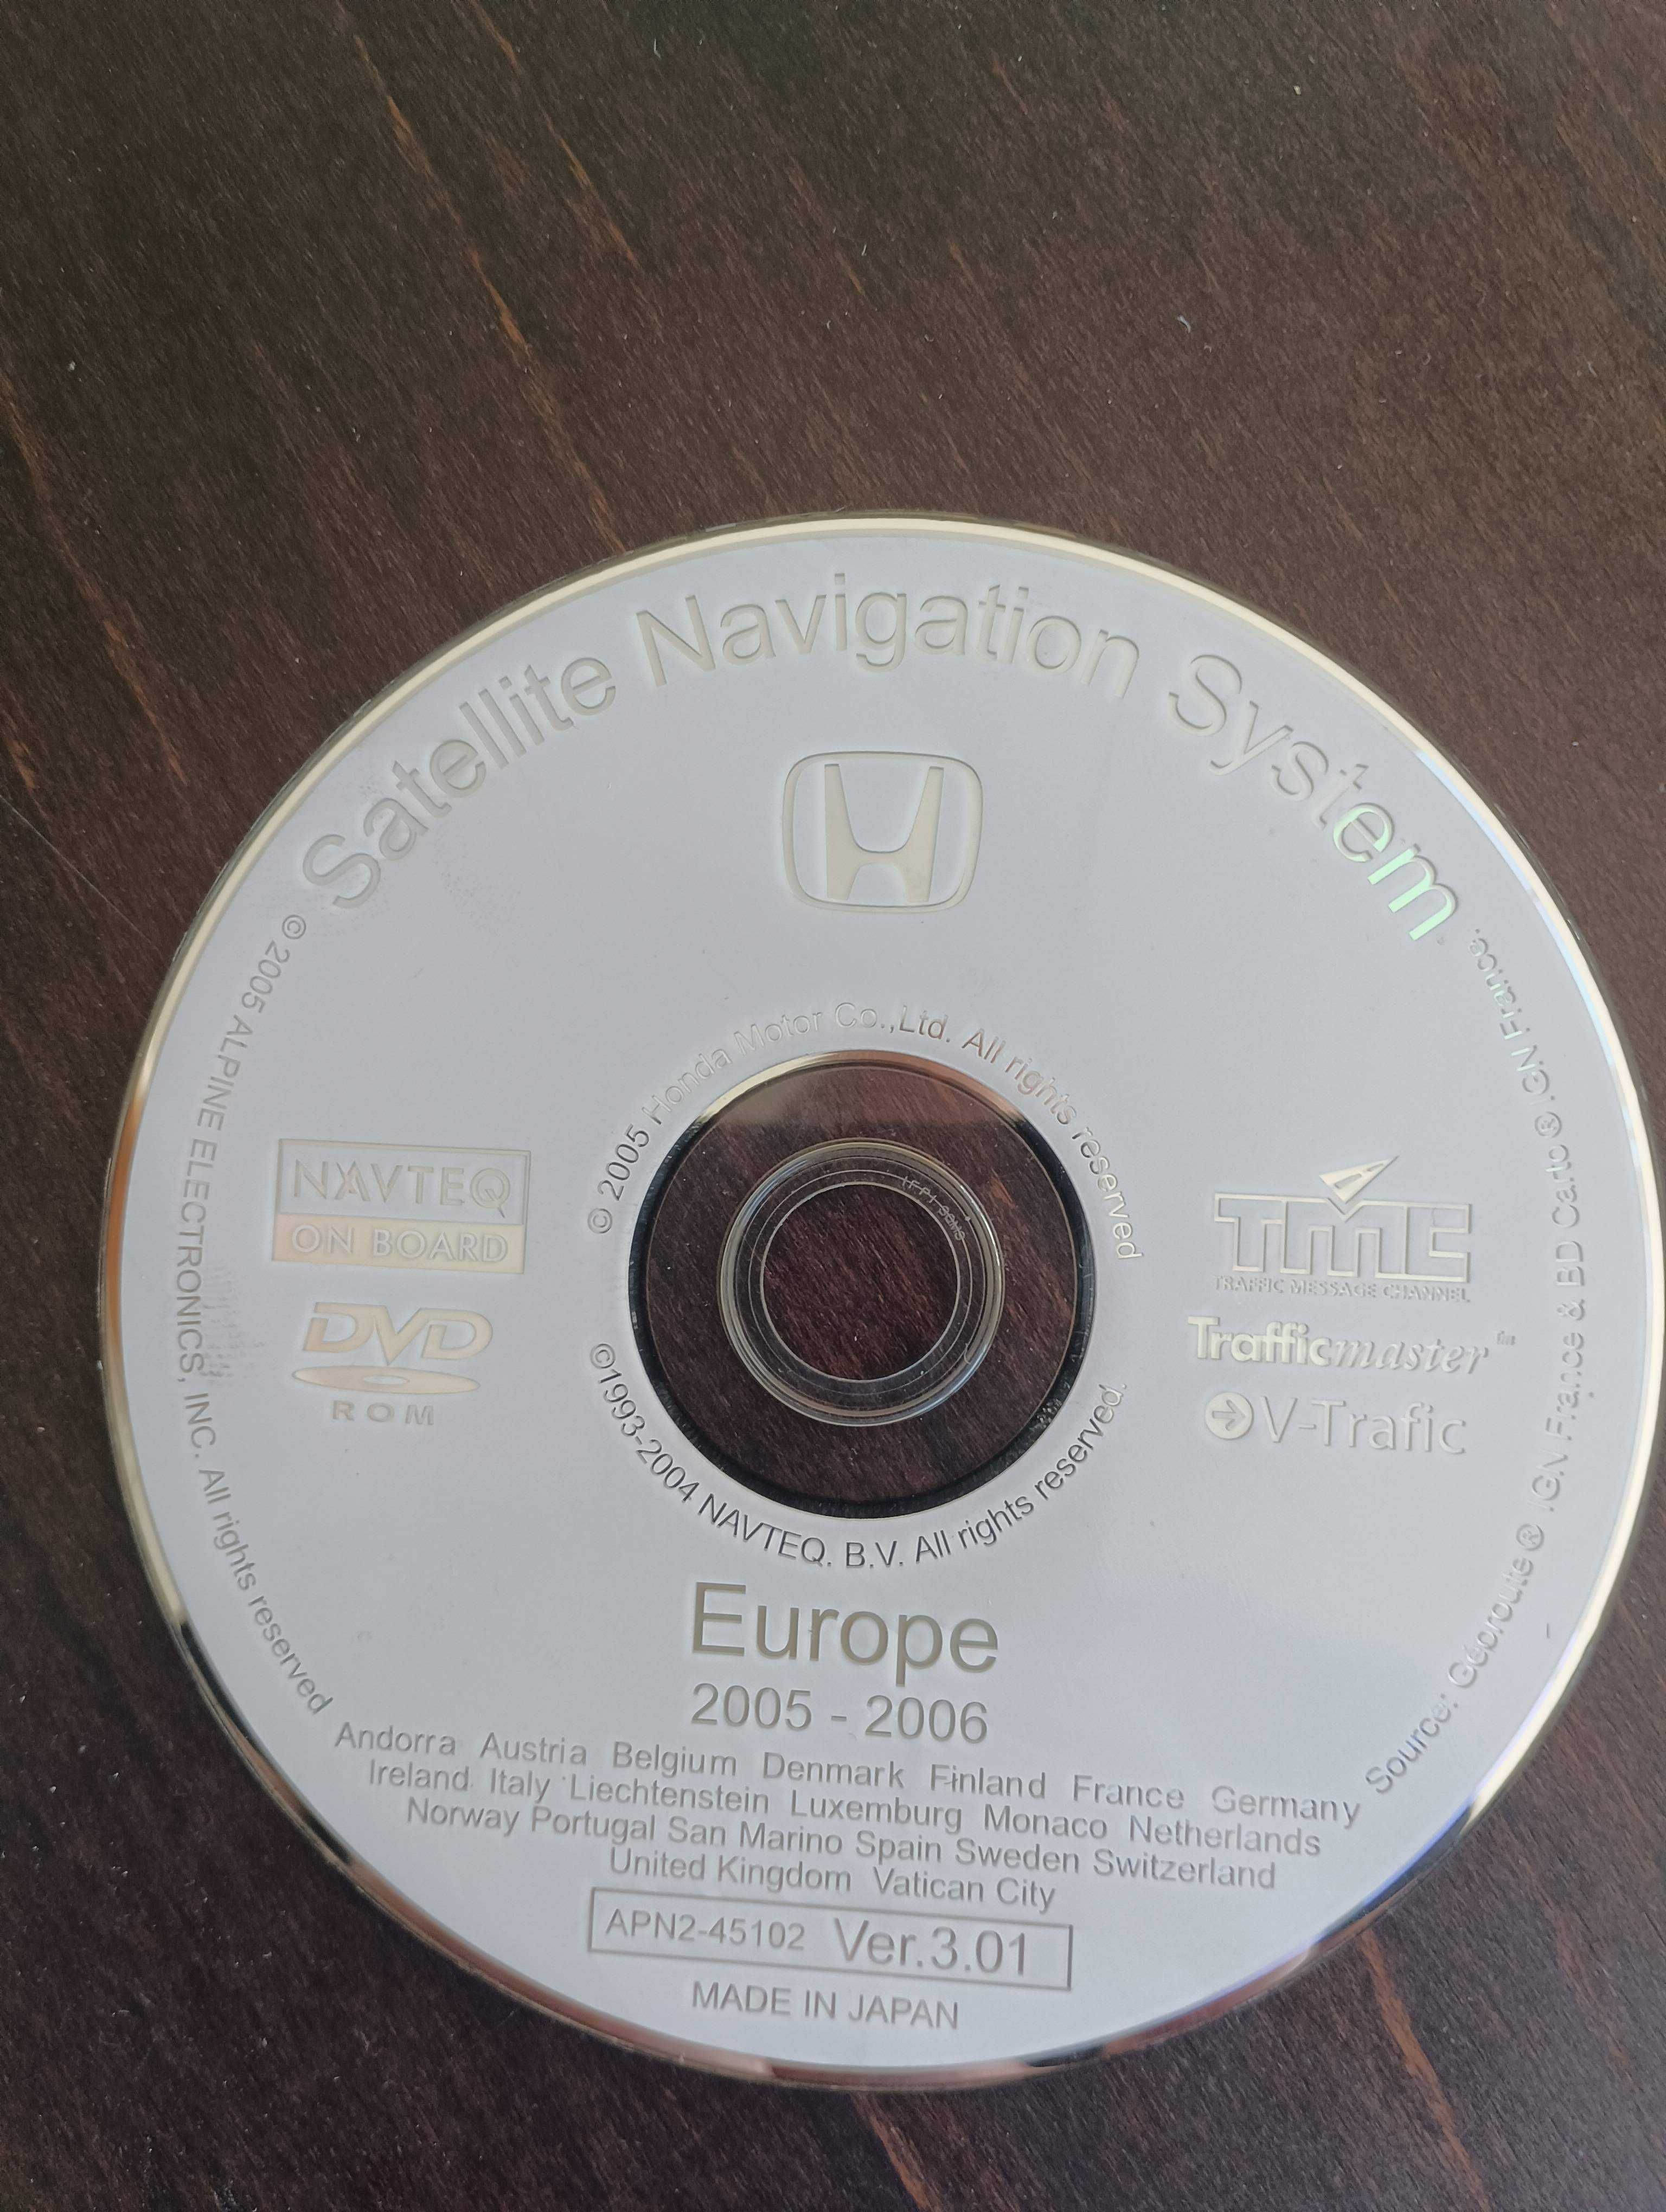 Satellite Navigation System
© 2005 ALPINE ELECTRONICS, INC. All rights reserved
© 2005 Honda Motor Co.,Ltd. All rights reserved
NAVTEQ
ON BOARD
DVD
ROM
TMC
TRAFFIC MESSAGE CHANNEL
Trafficmaster™
V-Trafic
©1993-2004 NAVTEQ. B.V. All rights reserved.
Source: Géoroute® IGN France & BD Carto® IGN France.
Europe
2005 - 2006
Andorra Austria Belgium Denmark Finland France Germany
Ireland Italy Liechtenstein Luxemburg Monaco Netherlands
Norway Portugal San Marino Spain Sweden Switzerland
United Kingdom Vatican City
APN2-45102 Ver.3.01
MADE IN JAPAN